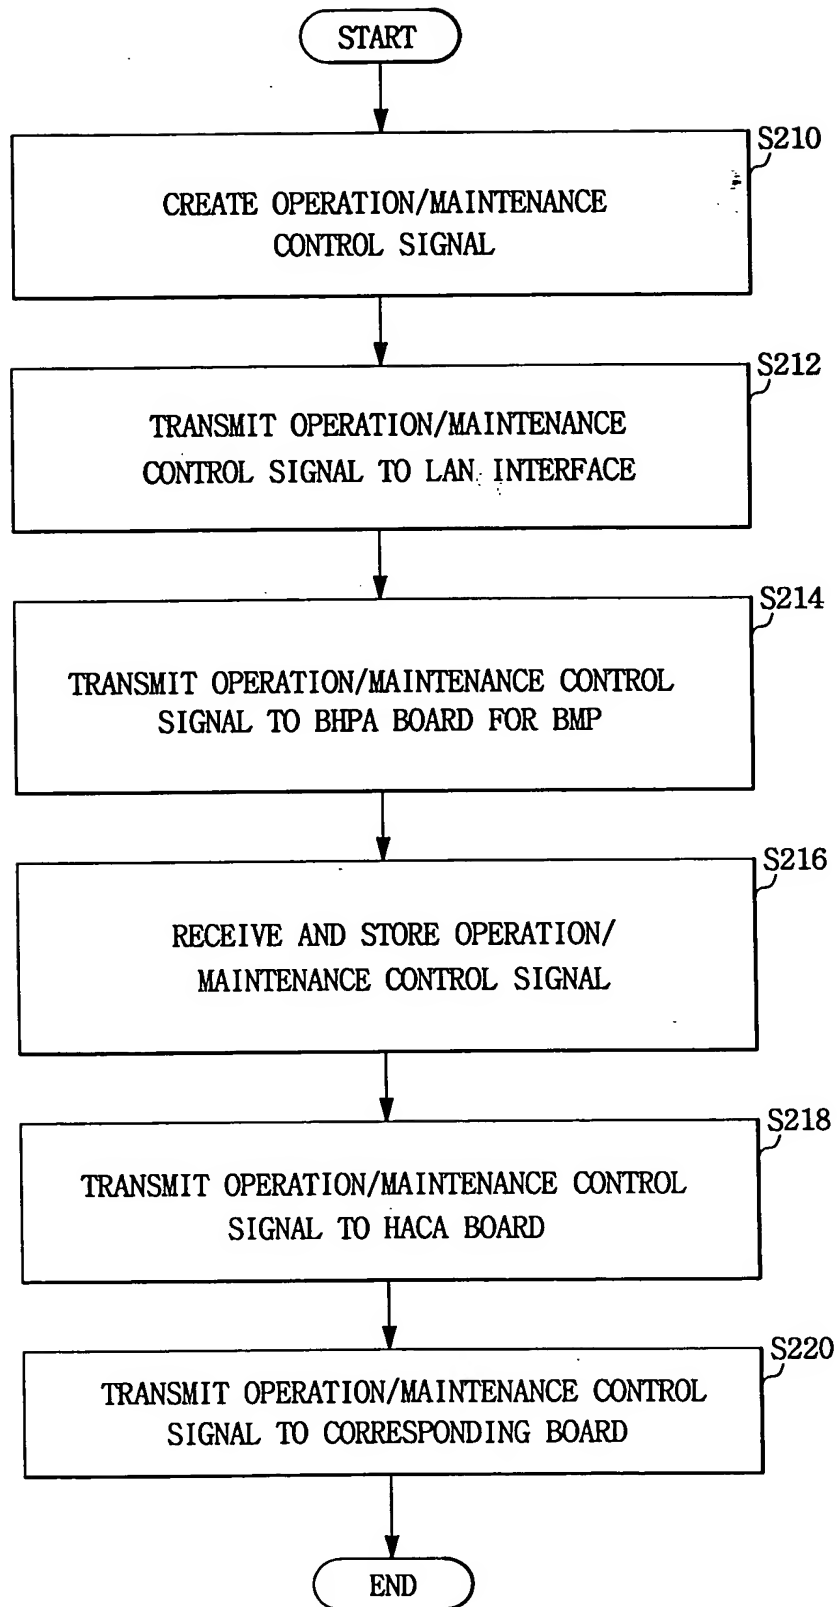 START
S210
CREATE OPERATION/MAINTENANCE
CONTROL SIGNAL
S212
TRANSMIT OPERATION/MAINTENANCE
CONTROL SIGNAL TO LAN INTERFACE
S214
TRANSMIT OPERATION/MAINTENANCE CONTROL
SIGNAL TO BHPA BOARD FOR BMP
S216
RECEIVE AND STORE OPERATION/
MAINTENANCE CONTROL SIGNAL
S218
TRANSMIT OPERATION/MAINTENANCE CONTROL
SIGNAL TO HACA BOARD
S220
TRANSMIT OPERATION/MAINTENANCE CONTROL
SIGNAL TO CORRESPONDING BOARD
END